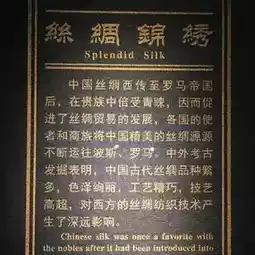 絲綢錦綉
Splendid Silk
中国丝绸西传至罗马帝国
后，在贵族中倍受青睐，因而促
进了丝绸贸易的发展，各国的使
者和商旅将中国精美的丝绸源源
不断运往波斯、罗马。中外考古
发掘表明，中国古代丝绸品种繁
多，色泽绚丽，工艺精巧，技艺
高超，对西方的丝绸纺织技术产
生了深远影响。
Chinese silk was once a favorite with
the nobles after it had been introduced into